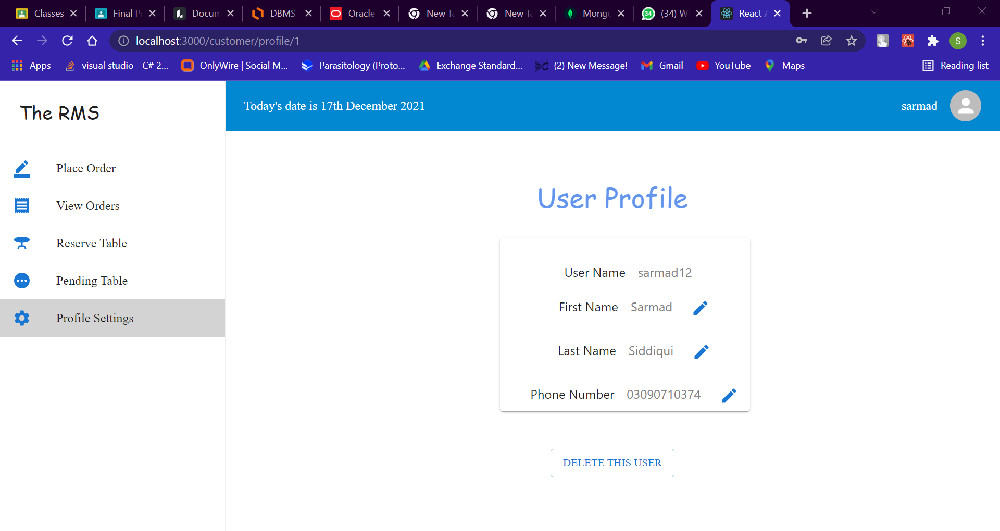 Classes
Final P
Docum
DBMS
Oracle
New Ta
New Ta
Mongo
34
(34) W
React A
localhost:3000/customer/profile/1
S
Apps
visual studio - C# 2...
OnlyWire | Social M...
Parasitology (Proto...
Exchange Standard...
(2) New Message!
Gmail
YouTube
Maps
Reading list
The RMS
Today's date is 17th December 2021
sarmad
Place Order
View Orders
Reserve Table
Pending Table
Profile Settings
User Profile
User Name sarmad12
First Name Sarmad
Last Name Siddiqui
Phone Number 03090710374
DELETE THIS USER